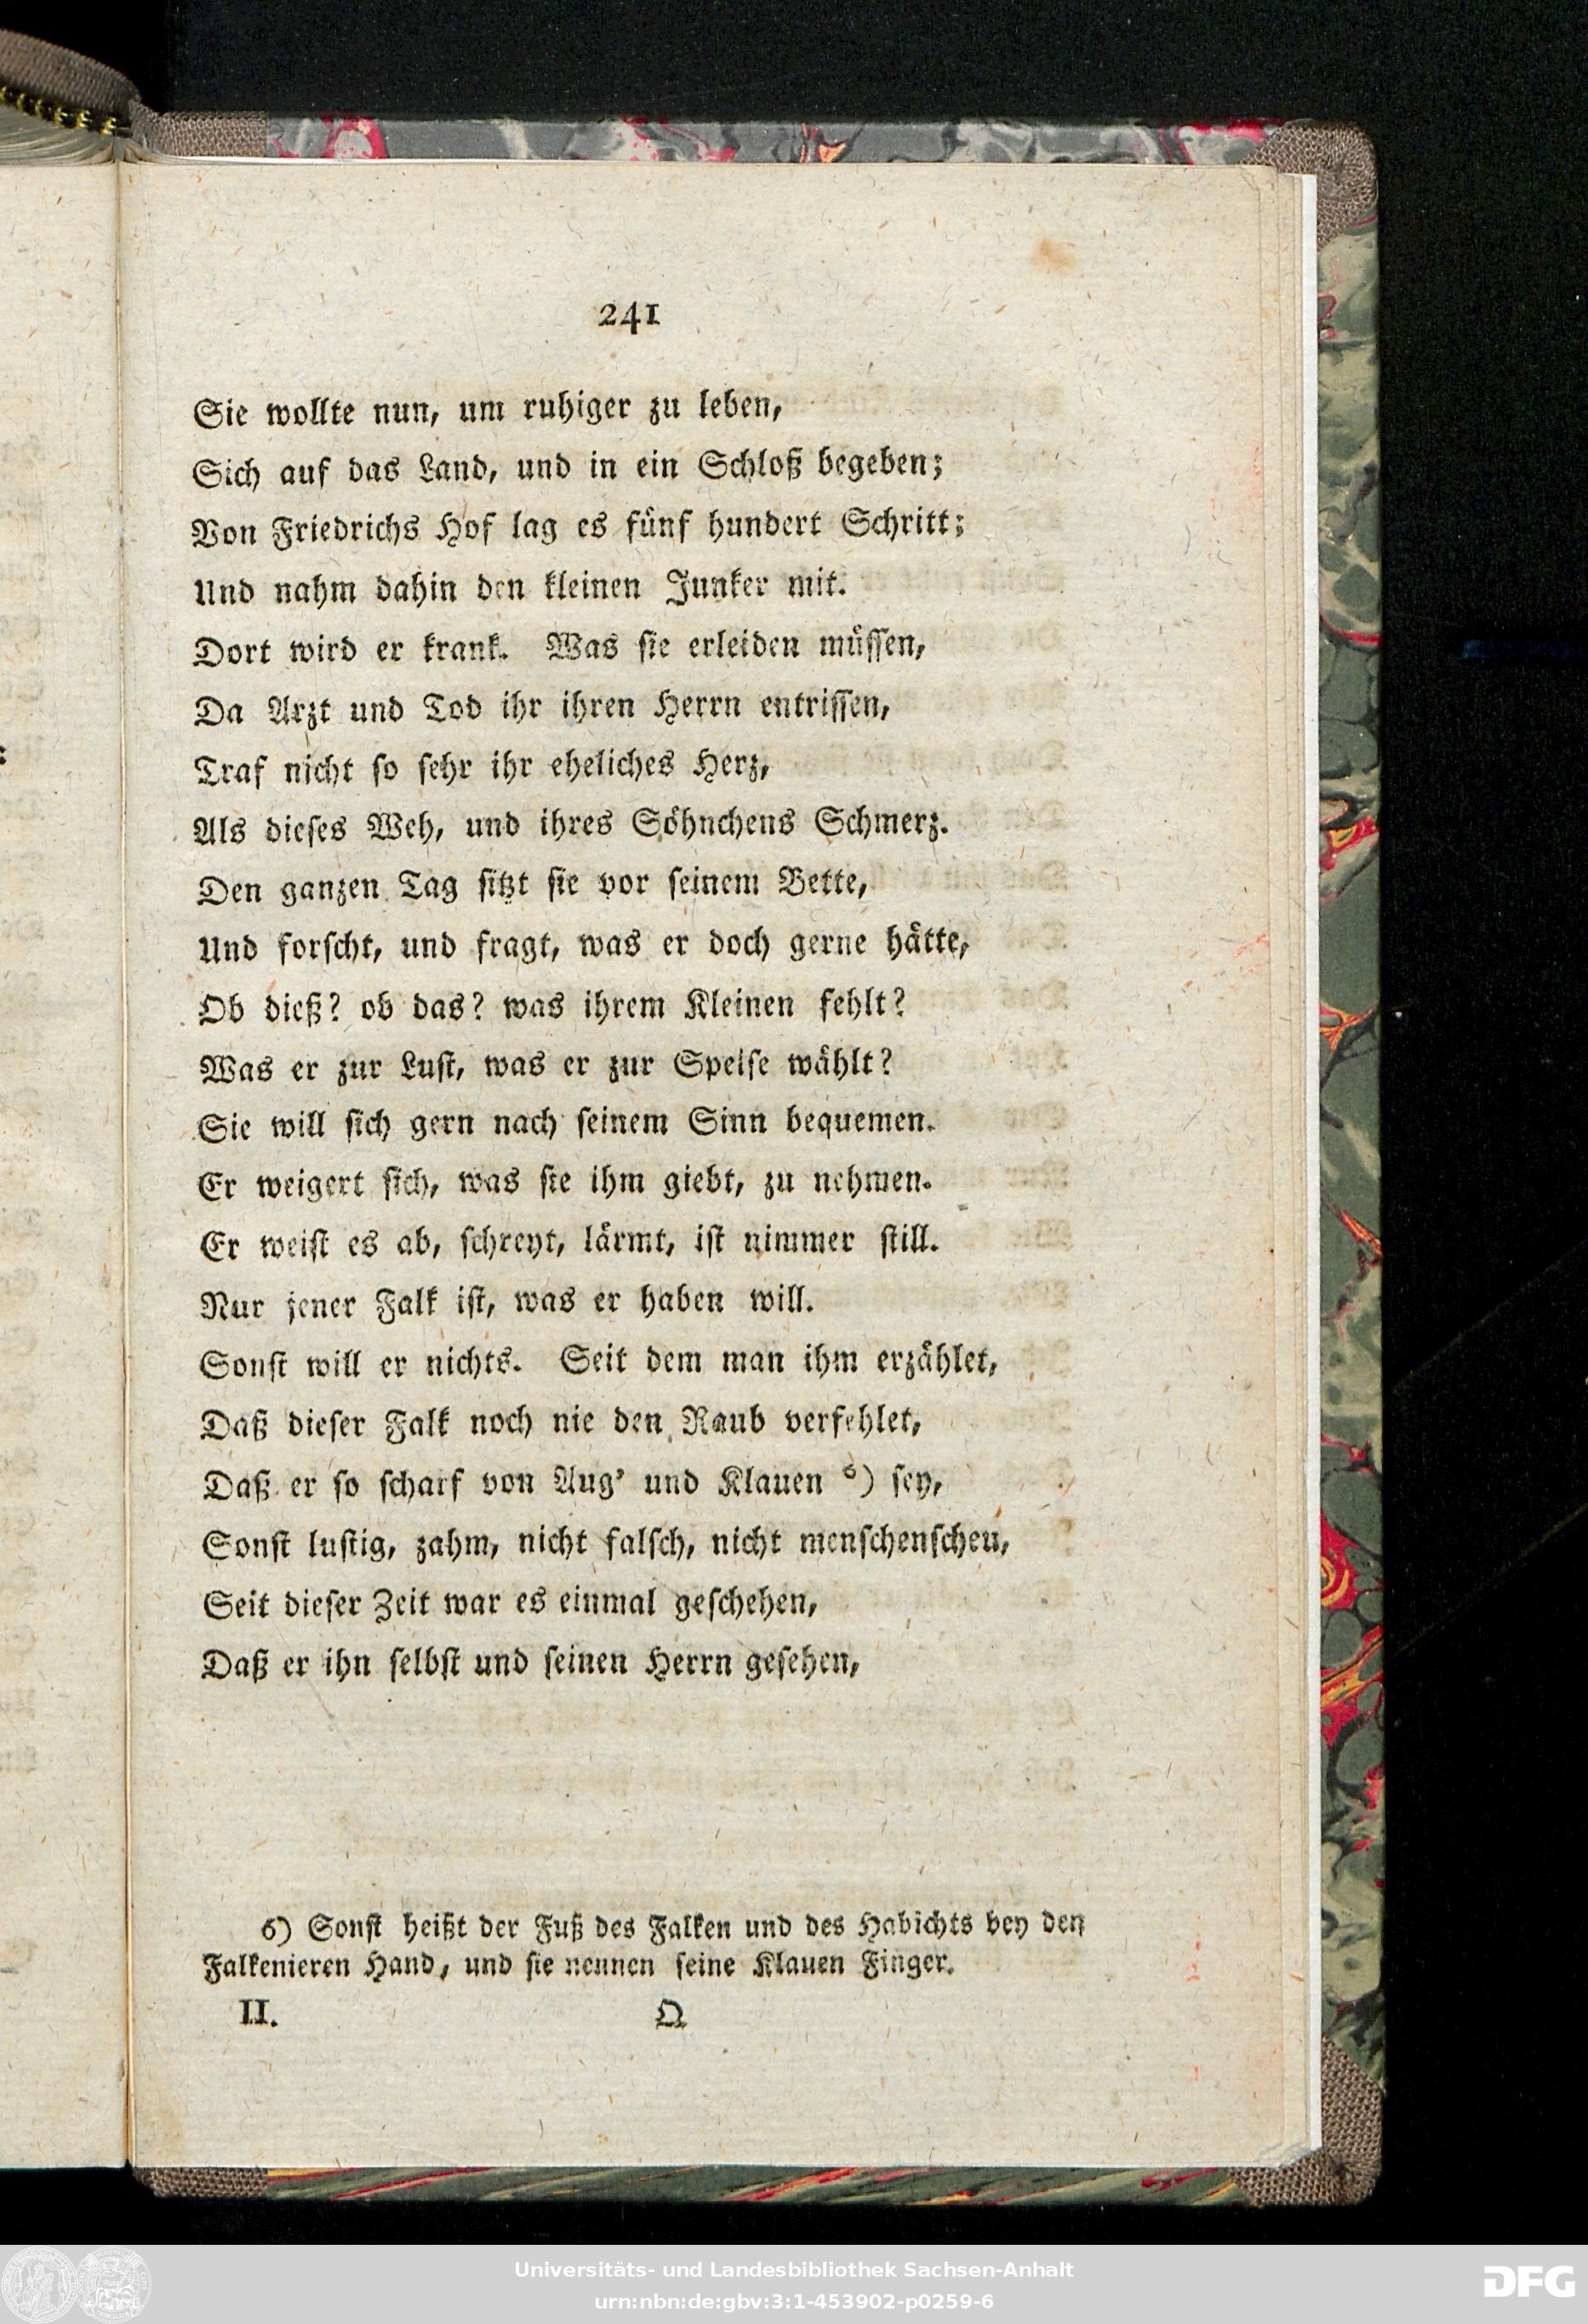 241
Sie wollte nun, um ruhiger zu leben,
Sich auf das Land, und in ein Schloß begeben;
Von Friedrichs Hof lag es fünf hundert Schritt;
Und nahm dahin den kleinen Junker mit.
Dort wird er krank. Was ſie erleiden müſſen,
Da Arzt und Tod ihr ihren Herrn entriſſen,
Traf nicht ſo ſehr ihr eheliches Herz,
Als dieſes Weh, und ihres Söhnchens Schmerz.
Den ganzen Tag ſitzt ſie vor ſeinem Bette,
Und forſcht, und fragt, was er doch gerne hätte,
Ob dieß? ob das? was ihrem Kleinen fehlt?
Was er zur Luſt, was er zur Speiſe wählt?
Sie will ſich gern nach ſeinem Sinn bequemen.
Er weigert ſich, was ſie ihm giebt, zu nehmen.
Er weiſt es ab, ſchreyt, lärmt, iſt nimmer ſtill.
Nur jener Falk iſt, was er haben will.
Sonſt will er nichts. Seit dem man ihm erzählet,
Daß dieſer Falk noch nie den Raub verfehlet,
Daß er ſo ſcharf von Aug' und Klauen ⁶) ſey,
Sonſt luſtig, zahm, nicht falſch, nicht menſchenſcheu,
Seit dieſer Zeit war es einmal geſchehen,
Daß er ihn ſelbſt und ſeinen Herrn geſehen,
6) Sonſt heißt der Fuß des Falken und des Habichts bey den
Falkenieren Hand, und ſie nennen ſeine Klauen Finger.
II. Q
Universitäts- und Landesbibliothek Sachsen-Anhalt
urn:nbn:de:gbv:3:1-453902-p0259-6
DFG